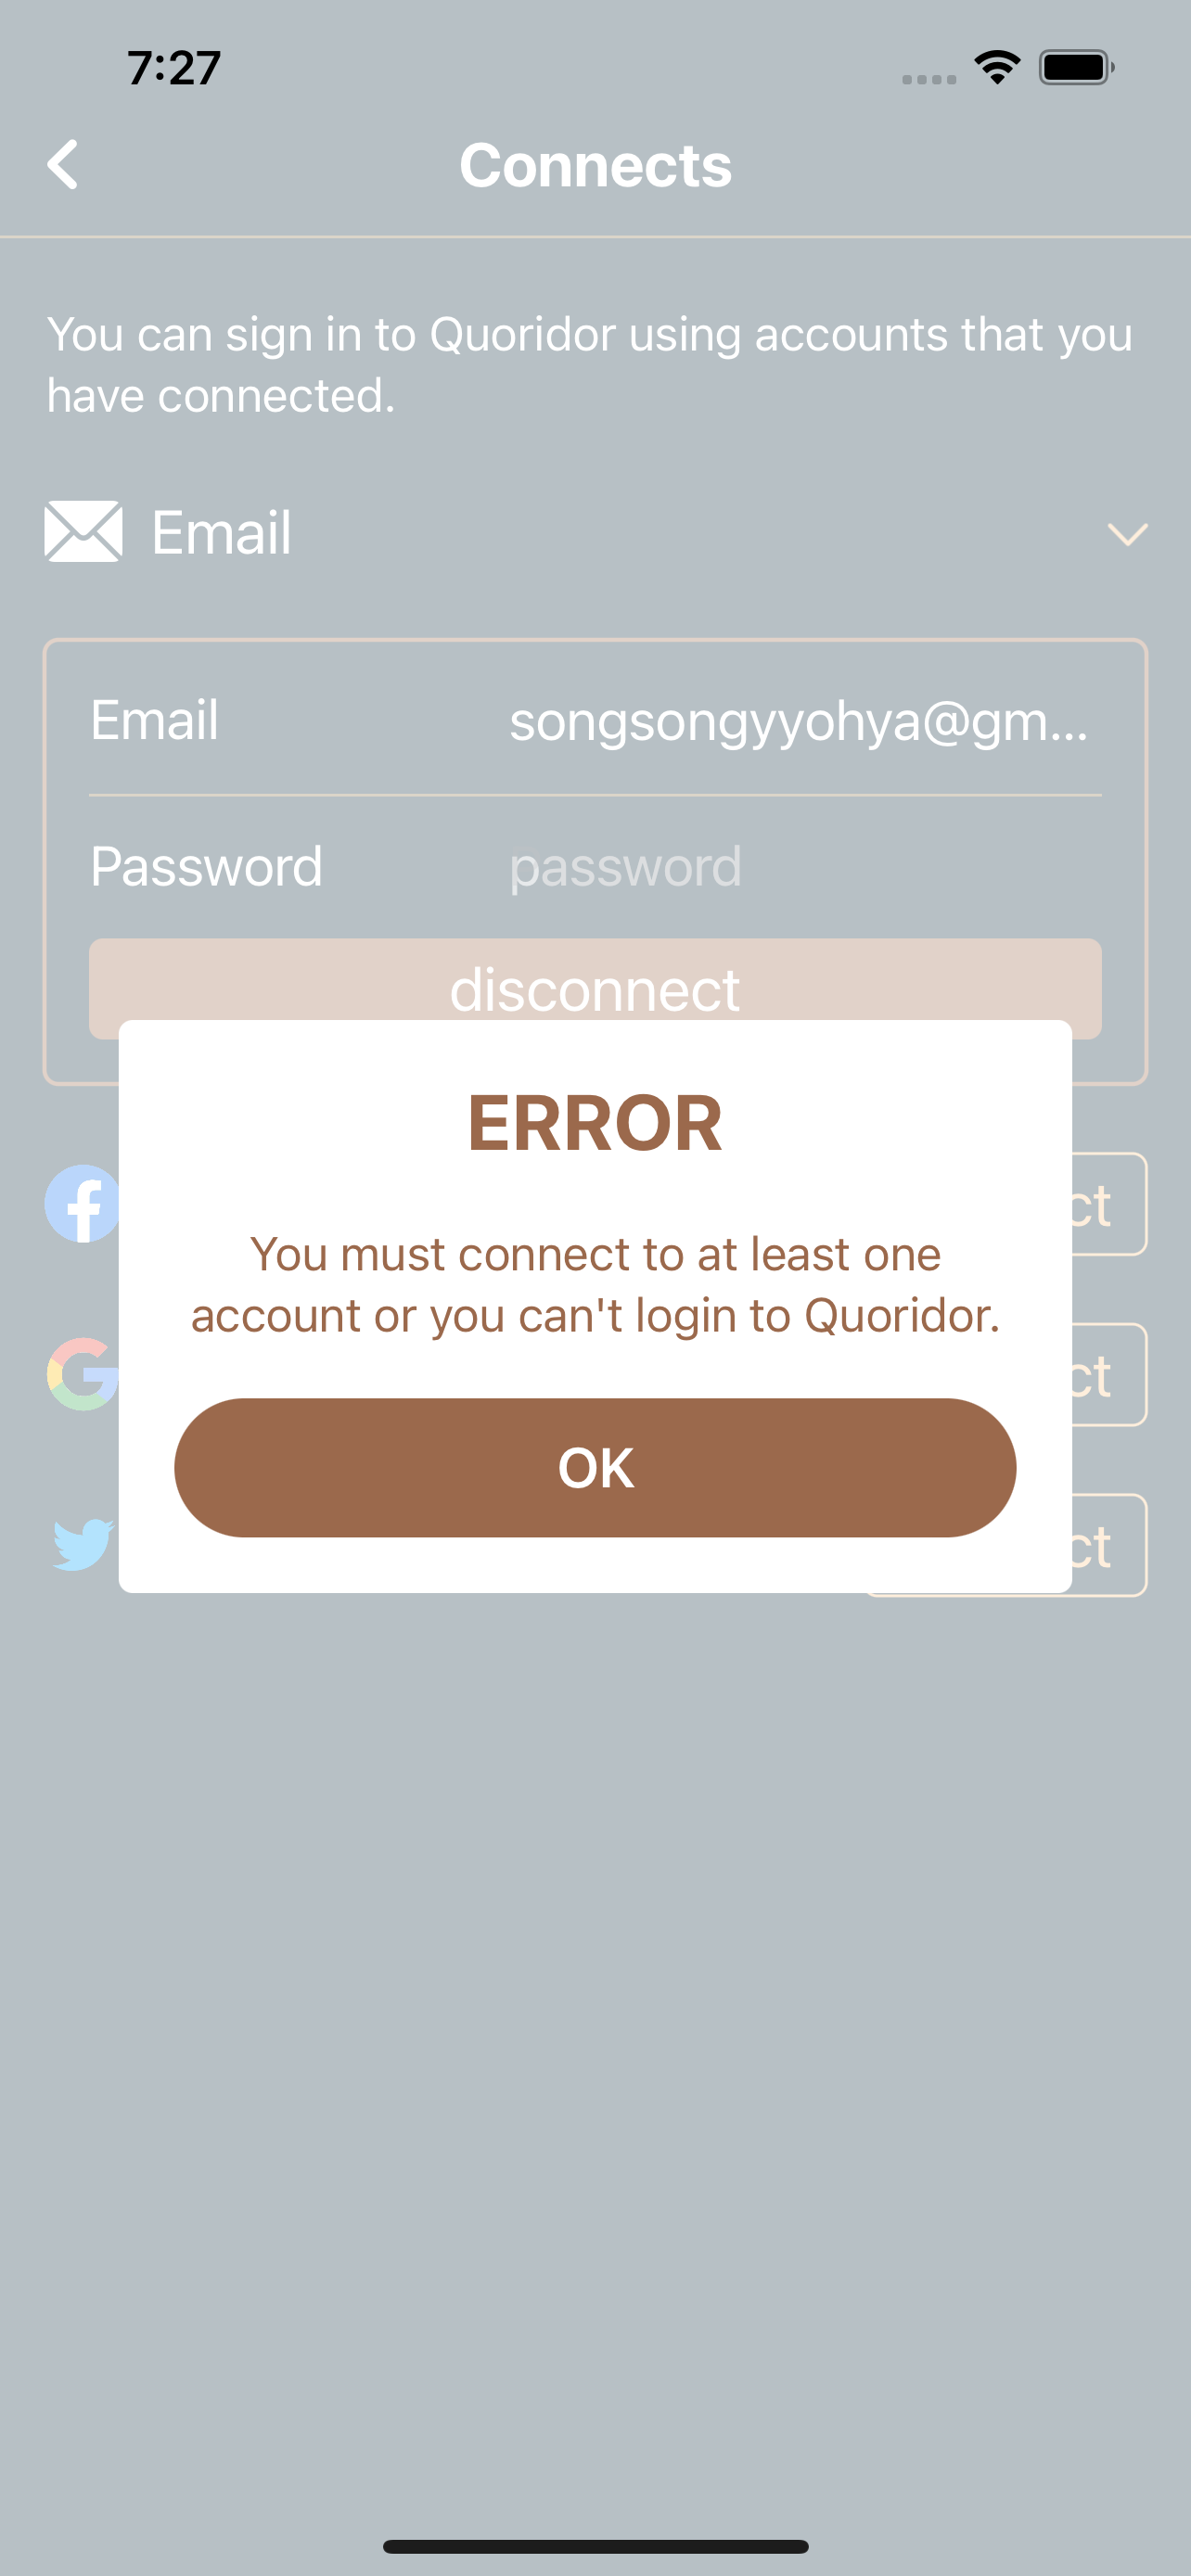 7:27
Connects
You can sign in to Quoridor using accounts that you
have connected.
Email
Email songsongyyohya@gm...
Password password
disconnect
ERROR
You must connect to at least one
account or you can't login to Quoridor.
OK
ct
ct
ct